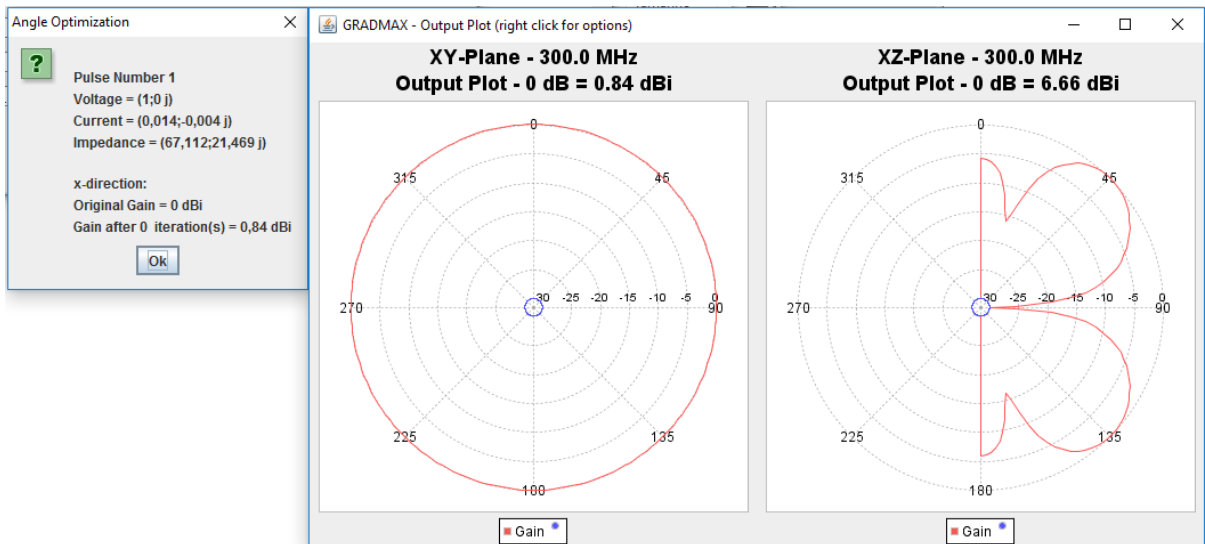 Angle Optimization
Pulse Number 1
Voltage = (1;0 j)
Current = (0,014;-0,004 j)
Impedance = (67,112;21,469 j)
x-direction:
Original Gain = 0 dBi
Gain after 0 iteration(s) = 0,84 dBi
Ok
GRADMAX - Output Plot (right click for options)
XY-Plane - 300.0 MHz
Output Plot - 0 dB = 0.84 dBi
0
315 45
270 30 -25 -20 -15 -10 -5 0 90
225 135
180
Gain
XZ-Plane - 300.0 MHz
Output Plot - 0 dB = 6.66 dBi
0
315 45
270 30 -25 -20 -15 -10 -5 0 90
225 135
180
Gain